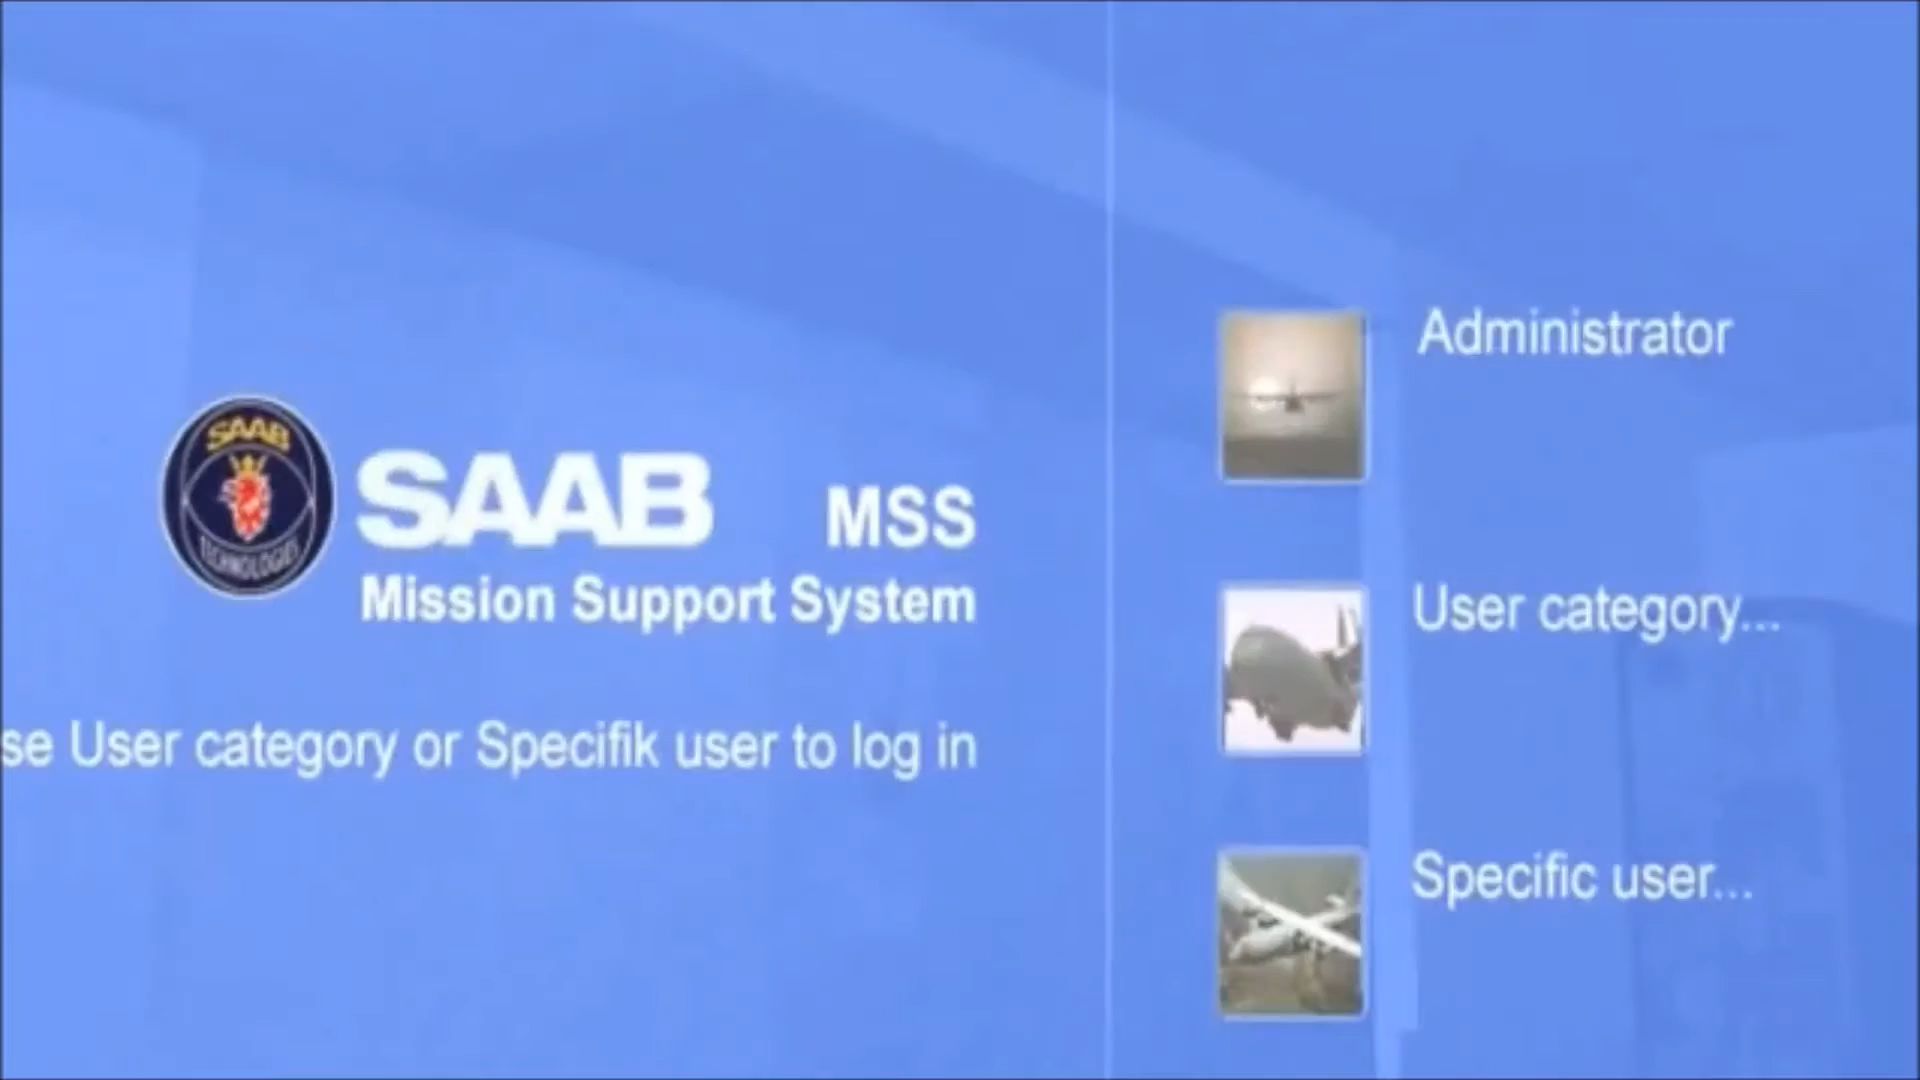 SAAB
TECHNOLOGIES
SAAB MSS
Mission Support System
se User category or Specifik user to log in
Administrator
User category...
Specific user...